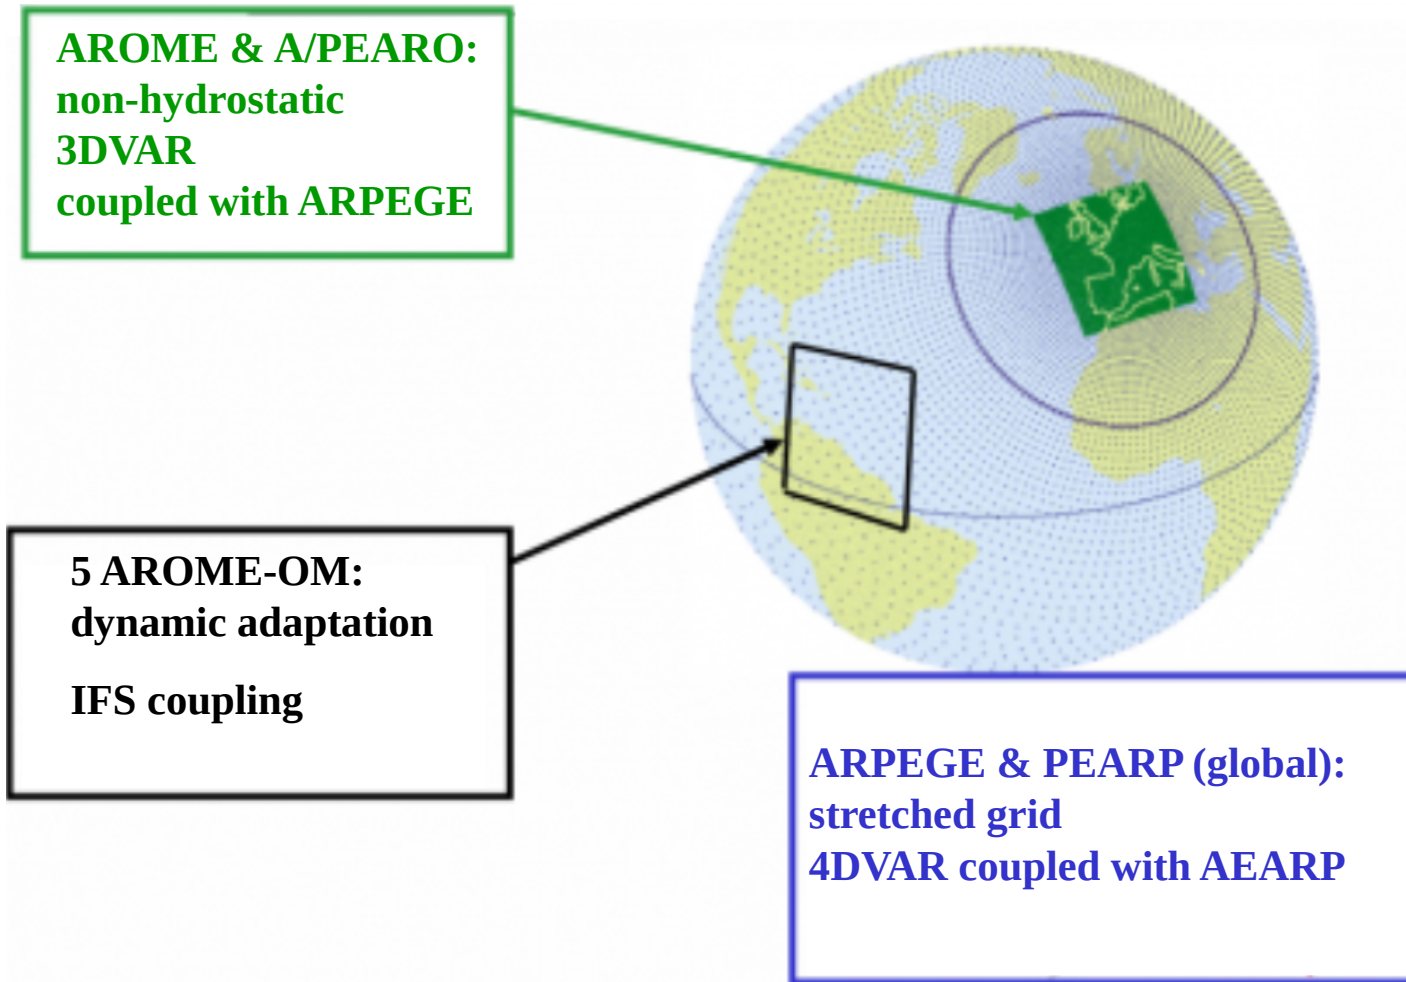 AROME & A/PEARO:
non-hydrostatic
3DVAR
coupled with ARPEGE
5 AROME-OM:
dynamic adaptation
IFS coupling
ARPEGE & PEARP (global):
stretched grid
4DVAR coupled with AEARP